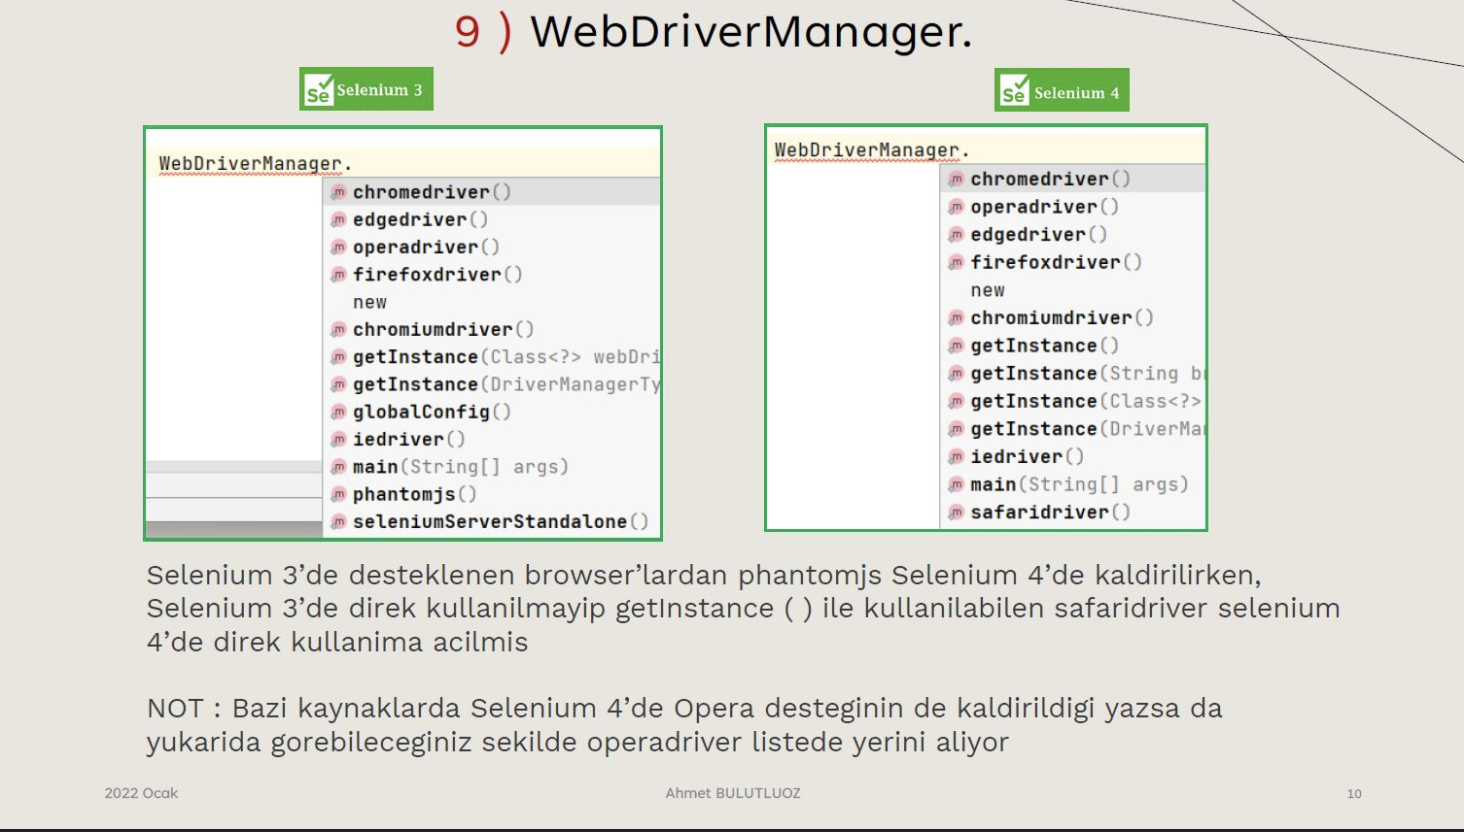 9 ) WebDriverManager.
Se Selenium 3
WebDriverManager.
chromedriver()
edgedriver()
operadriver()
firefoxdriver()
new
chromiumdriver()
getInstance(Class<?> webDri
getInstance(DriverManagerTy
globalConfig()
iedriver()
main(String[] args)
phantomjs()
seleniumServerStandalone()
Se Selenium 4
WebDriverManager.
chromedriver()
operadriver()
edgedriver()
firefoxdriver()
new
chromiumdriver()
getInstance()
getInstance(String br
getInstance(Class<?>
getInstance(DriverMan
iedriver()
main(String[] args)
safaridriver()
Selenium 3’de desteklenen browser’lardan phantomjs Selenium 4’de kaldirilirken,
Selenium 3’de direk kullanilmayip getInstance ( ) ile kullanilabilen safaridriver selenium
4’de direk kullanima acilmis
NOT : Bazi kaynaklarda Selenium 4’de Opera desteginin de kaldirildigi yazsa da
yukarida gorebileceginiz sekilde operadriver listede yerini aliyor
2022 Ocak
Ahmet BULUTLUOZ
10